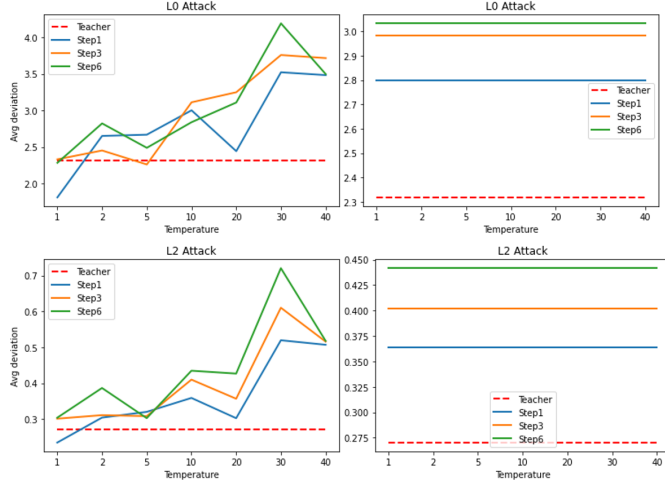 L0 Attack
Teacher
Step1
Step3
Step6
Avg deviation
4.0
3.5
3.0
2.5
2.0
1 2 5 10 20 30 40
Temperature
L0 Attack
3.0
2.9
2.8
2.7
2.6
2.5
2.4
2.3
Teacher
Step1
Step3
Step6
1 2 5 10 20 30 40
Temperature
L2 Attack
Teacher
Step1
Step3
Step6
Avg deviation
0.7
0.6
0.5
0.4
0.3
1 2 5 10 20 30 40
Temperature
L2 Attack
0.450
0.425
0.400
0.375
0.350
0.325
0.300
0.275
Teacher
Step1
Step3
Step6
1 2 5 10 20 30 40
Temperature